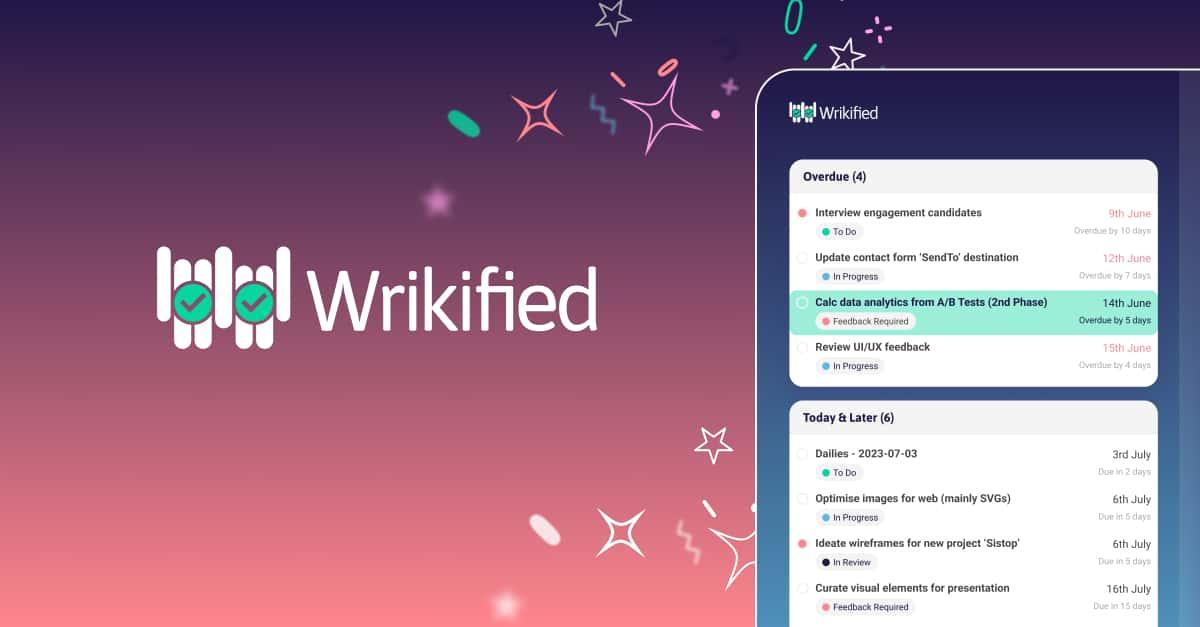 Wrikified
Wrikified
Overdue (4)
Interview engagement candidates 9th June
To Do Overdue by 10 days
Update contact form ‘SendTo’ destination 12th June
In Progress Overdue by 7 days
Calc data analytics from A/B Tests (2nd Phase) 14th June
Feedback Required Overdue by 5 days
Review UI/UX feedback 15th June
In Progress Overdue by 4 days
Today & Later (6)
Dailies - 2023-07-03 3rd July
To Do Due in 2 days
Optimise images for web (mainly SVGs) 6th July
In Progress Due in 5 days
Ideate wireframes for new project ‘Sistop’ 6th July
In Review Due in 5 days
Curate visual elements for presentation 16th July
Feedback Required Due in 15 days